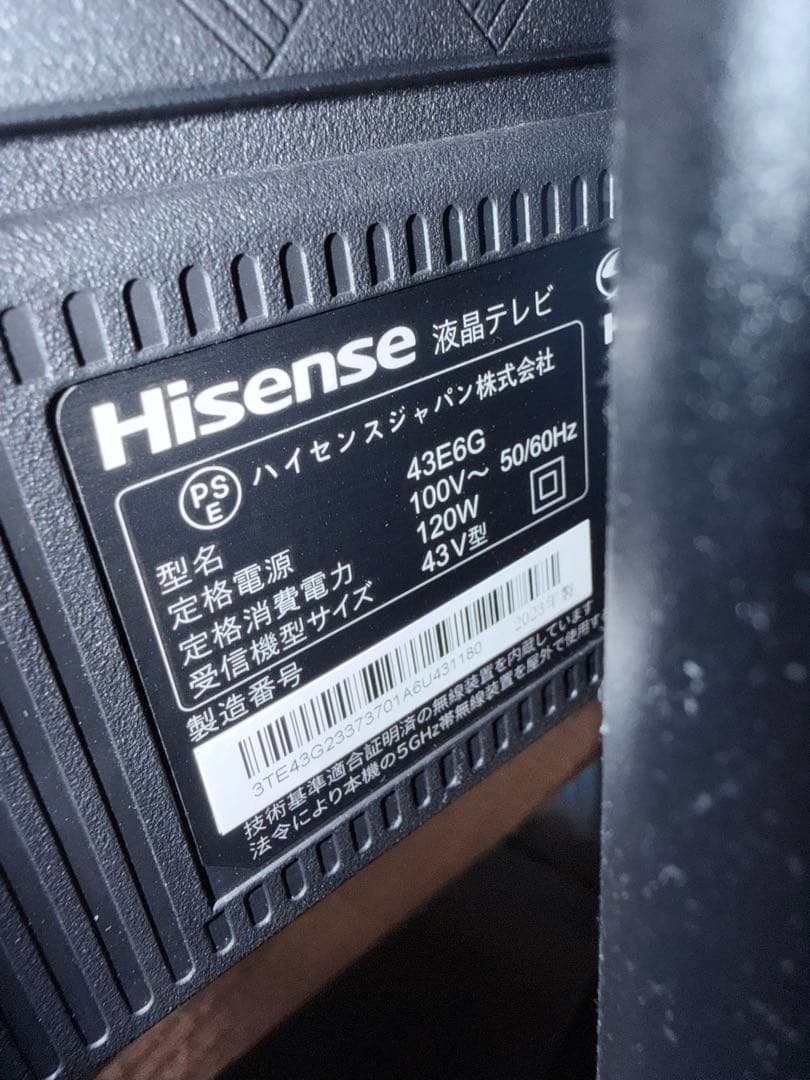 Hisense 液晶テレビ
PS
E
ハイセンスジャパン株式会社
型名 43E6G
定格電源 100V～ 50/60Hz
定格消費電力 120W
受信機型サイズ 43V型
製造番号
2023年製
3TE43G23373701A6U431180
技術基準適合証明済の無線装置を内蔵しています
法令により本機の5GHz帯無線装置を屋外で使用する